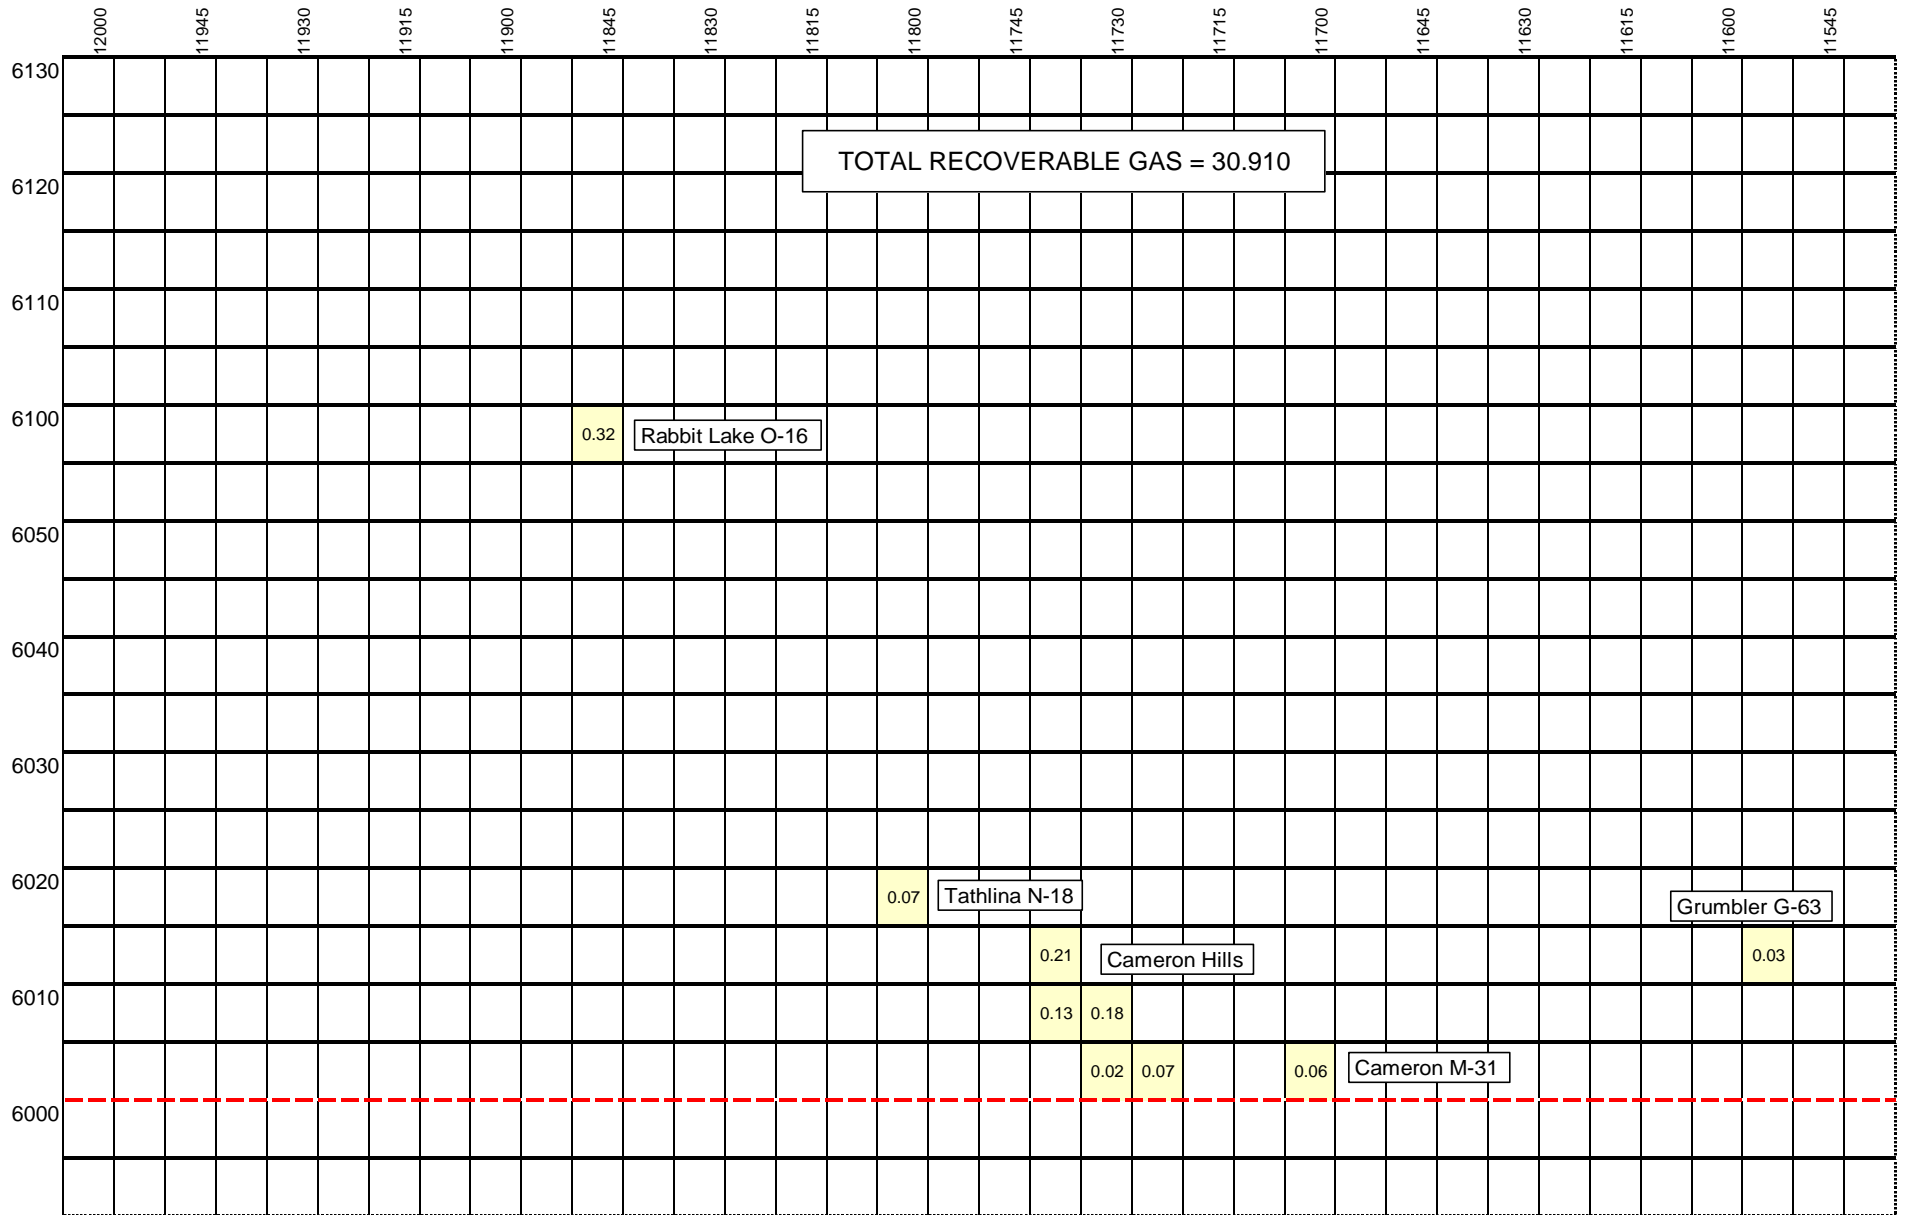 12000 11945 11930 11915 11900 11845 11830 11815 11800 11745 11730 11715 11700 11645 11630 11615 11600 11545
6130
TOTAL RECOVERABLE GAS = 30.910
6120
6110
6100
0.32 Rabbit Lake O-16
6050
6040
6030
6020
0.07 Tathlina N-18
Grumbler G-63
0.21 Cameron Hills 0.03
6010
0.13 0.18
0.02 0.07 0.06 Cameron M-31
6000